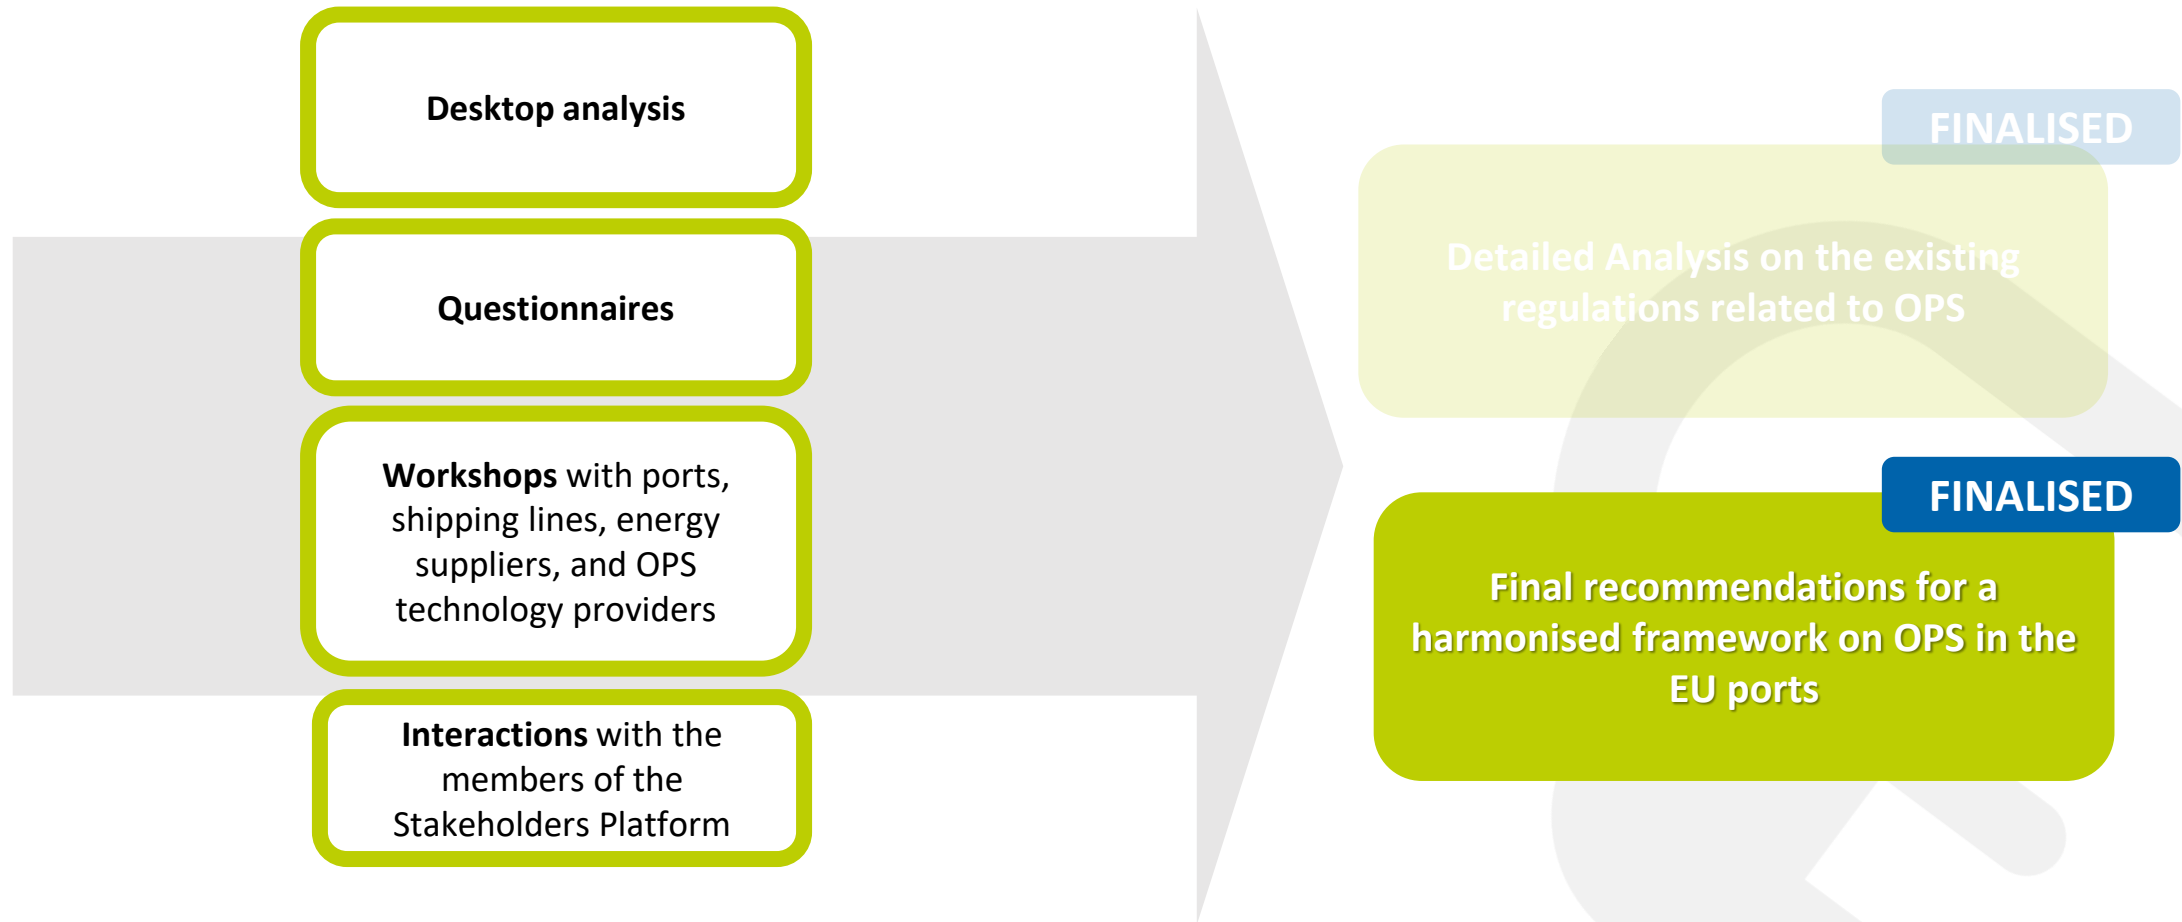 Desktop analysis
Questionnaires
Workshops with ports,
shipping lines, energy
suppliers, and OPS
technology providers
Interactions with the
members of the
Stakeholders Platform
FINALISED
Detailed Analysis on the existing
regulations related to OPS
FINALISED
Final recommendations for a
harmonised framework on OPS in the
EU ports